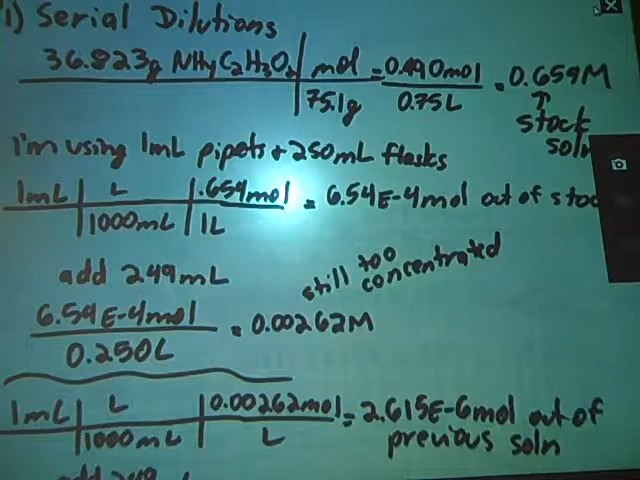 1) Serial Dilutions
36.823g NH4C2H3O2 | mol = 0.490mol = 0.654M
75.1g 0.75L ↑
stock
soln
I'm using 1mL pipets + 250mL flasks
1mL | L | .654mol = 6.54E-4mol out of stoc
1000mL | 1L
add 249mL
still too
concentrated
6.54E-4mol = 0.00262M
0.250L
1mL | L | 0.00262mol = 2.615E-6mol out of
1000mL | L previous soln
add 249